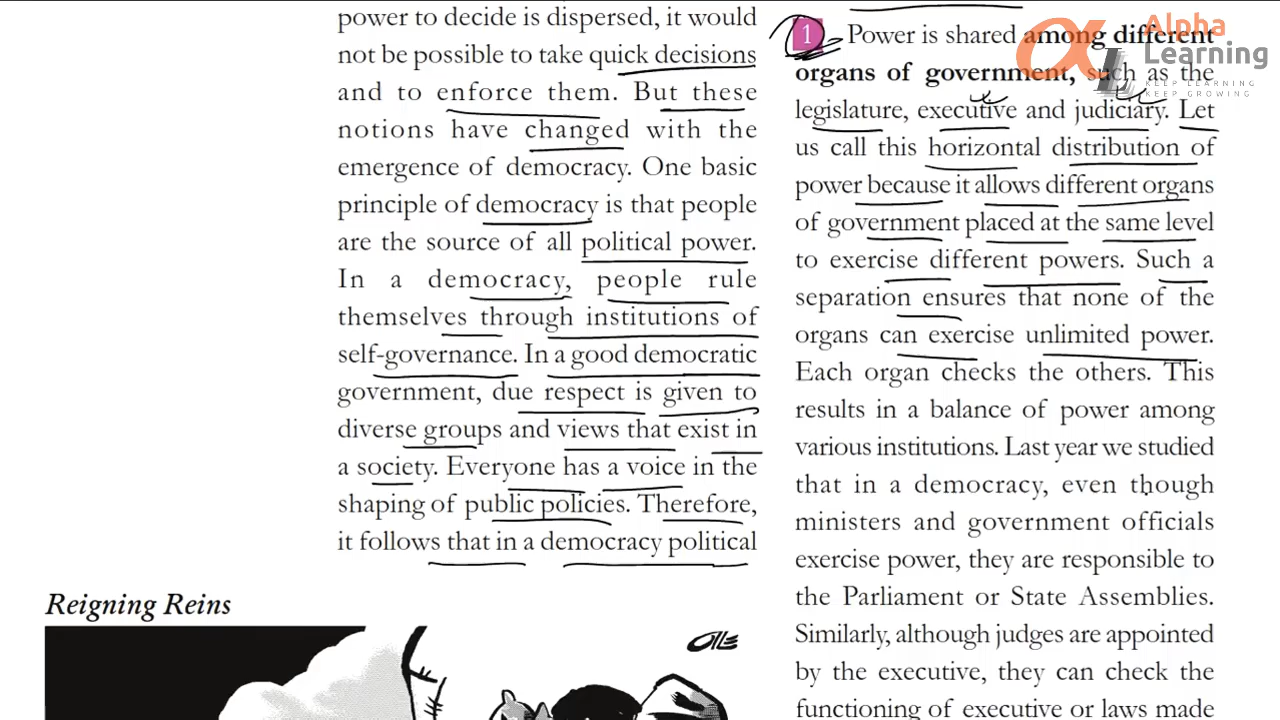 power to decide is dispersed, it would
not be possible to take quick decisions
and to enforce them. But these
notions have changed with the
emergence of democracy. One basic
principle of democracy is that people
are the source of all political power.
In a democracy, people rule
themselves through institutions of
self-governance. In a good democratic
government, due respect is given to
diverse groups and views that exist in
a society. Everyone has a voice in the
shaping of public policies. Therefore,
it follows that in a democracy political
Reigning Reins
OLLE
1 Power is shared among different
organs of government, such as the
legislature, executive and judiciary. Let
us call this horizontal distribution of
power because it allows different organs
of government placed at the same level
to exercise different powers. Such a
separation ensures that none of the
organs can exercise unlimited power.
Each organ checks the others. This
results in a balance of power among
various institutions. Last year we studied
that in a democracy, even though
ministers and government officials
exercise power, they are responsible to
the Parliament or State Assemblies.
Similarly, although judges are appointed
by the executive, they can check the
functioning of executive or laws made
Alpha
Learning
KEEP LEARNING
KEEP GROWING